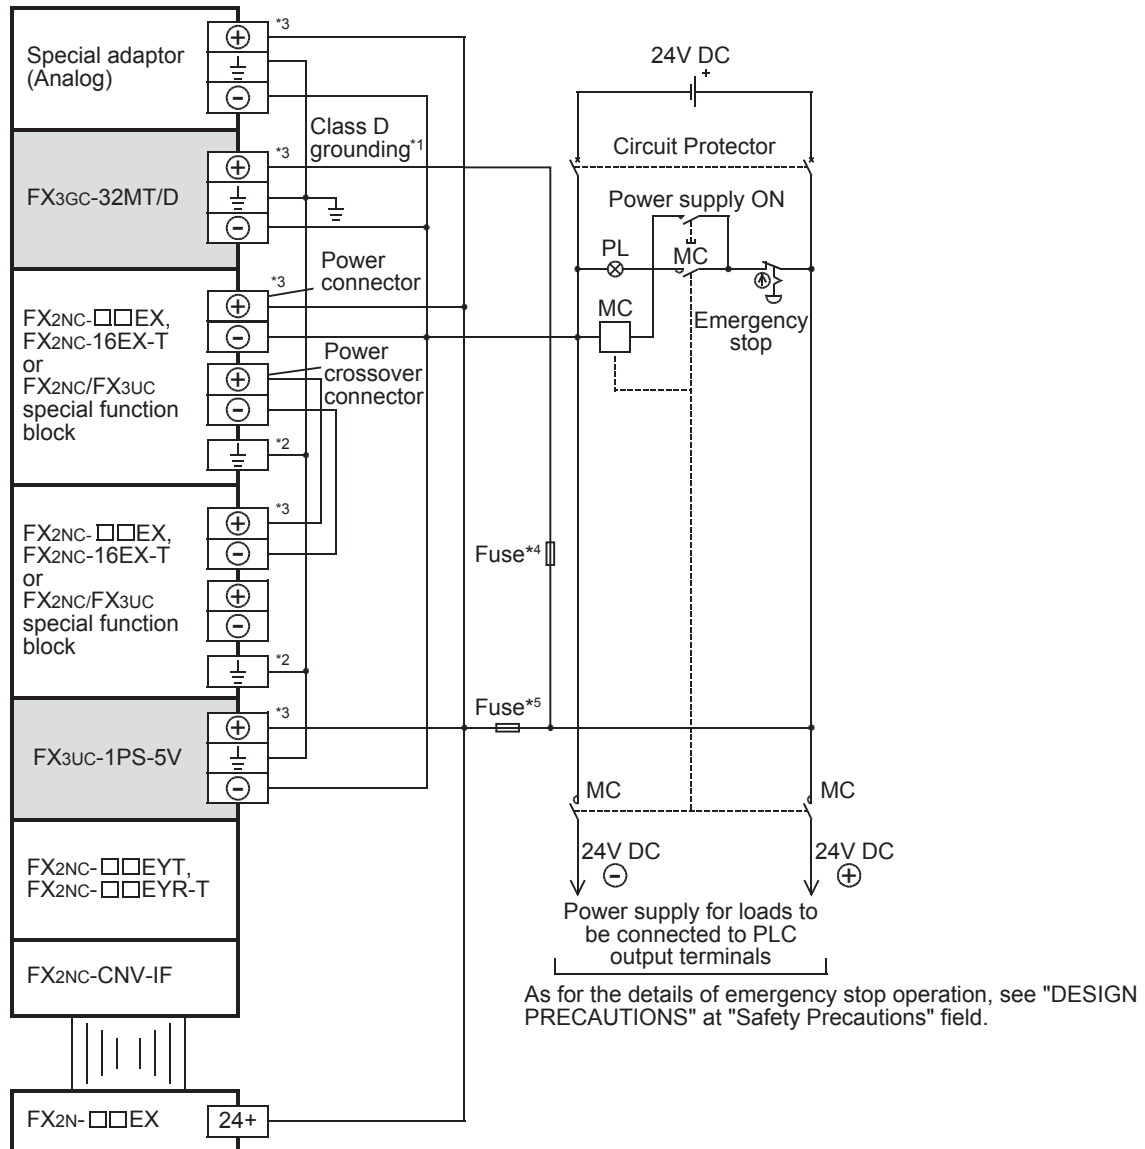 Special adaptor
(Analog)
*3
Class D
grounding*1
FX3GC-32MT/D
*3
Power
connector
*3
FX2NC-□□EX,
FX2NC-16EX-T
or
FX2NC/FX3UC
special function
block
Power
crossover
connector
*2
FX2NC- □□EX,
FX2NC-16EX-T
or
FX2NC/FX3UC
special function
block
*3
*2
FX3UC-1PS-5V
*3
FX2NC- □□EYT,
FX2NC- □□EYR-T
FX2NC-CNV-IF
FX2N- □□EX
24+
Fuse*4
Fuse*5
24V DC
+
Circuit Protector
Power supply ON
PL
MC
MC
Emergency
stop
MC
MC
24V DC
24V DC
Power supply for loads to
be connected to PLC
output terminals
As for the details of emergency stop operation, see "DESIGN
PRECAUTIONS" at "Safety Precautions" field.